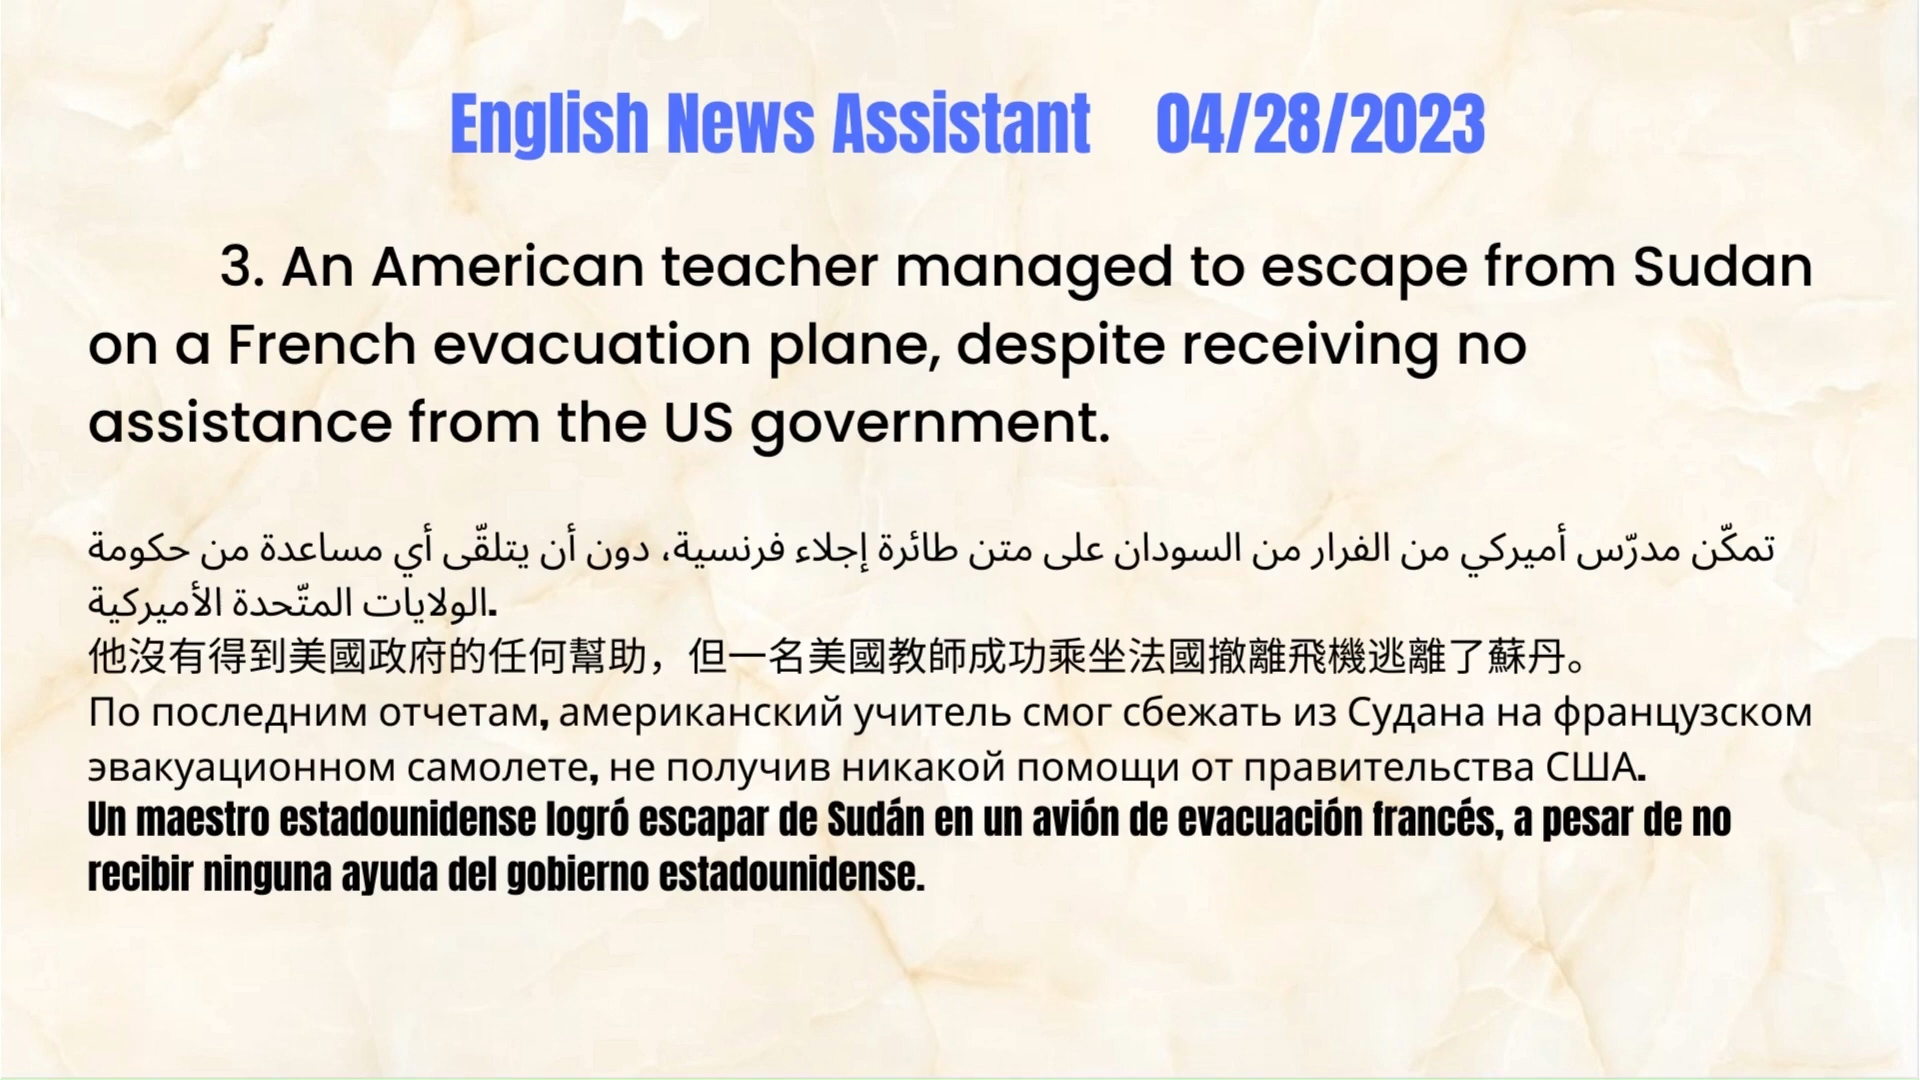 English News Assistant 04/28/2023
3. An American teacher managed to escape from Sudan
on a French evacuation plane, despite receiving no
assistance from the US government.
تمكّن مدرّس أميركي من الفرار من السودان على متن طائرة إجلاء فرنسية، دون أن يتلقّى أي مساعدة من حكومة
الولايات المتّحدة الأميركية.
他沒有得到美國政府的任何幫助，但一名美國教師成功乘坐法國撤離飛機逃離了蘇丹。
По последним отчетам, американский учитель смог сбежать из Судана на французском
эвакуационном самолете, не получив никакой помощи от правительства США.
Un maestro estadounidense logró escapar de Sudán en un avión de evacuación francés, a pesar de no
recibir ninguna ayuda del gobierno estadounidense.